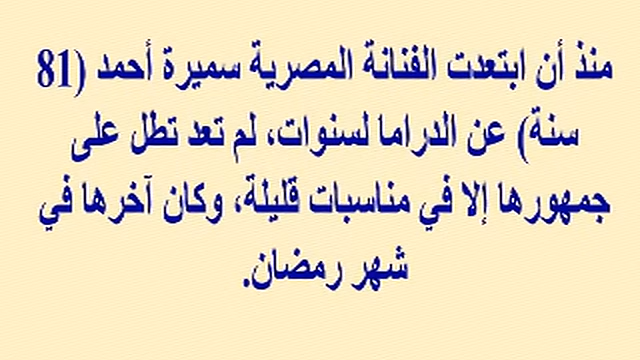 منذ أن ابتعدت الفنانة المصرية سميرة أحمد (81
سنة) عن الدراما لسنوات، لم تعد تطل على
جمهورها إلا في مناسبات قليلة، وكان آخرها في
شهر رمضان.